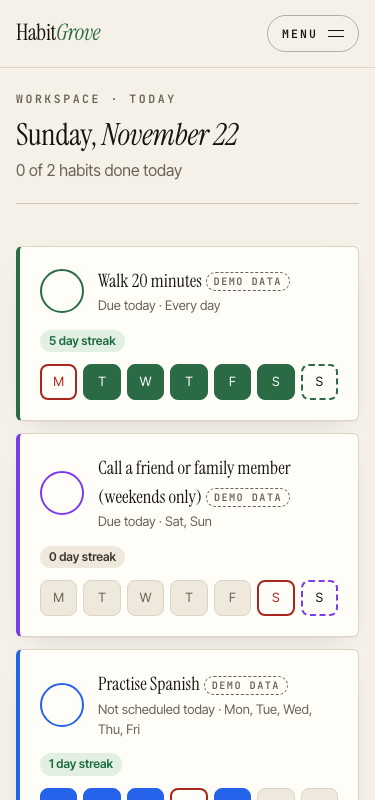 HabitGrove
MENU
WORKSPACE · TODAY
Sunday, November 22
0 of 2 habits done today
Walk 20 minutes DEMO DATA
Due today · Every day
5 day streak
M T W T F S S
Call a friend or family member
(weekends only) DEMO DATA
Due today · Sat, Sun
0 day streak
M T W T F S S
Practise Spanish DEMO DATA
Not scheduled today · Mon, Tue, Wed,
Thu, Fri
1 day streak